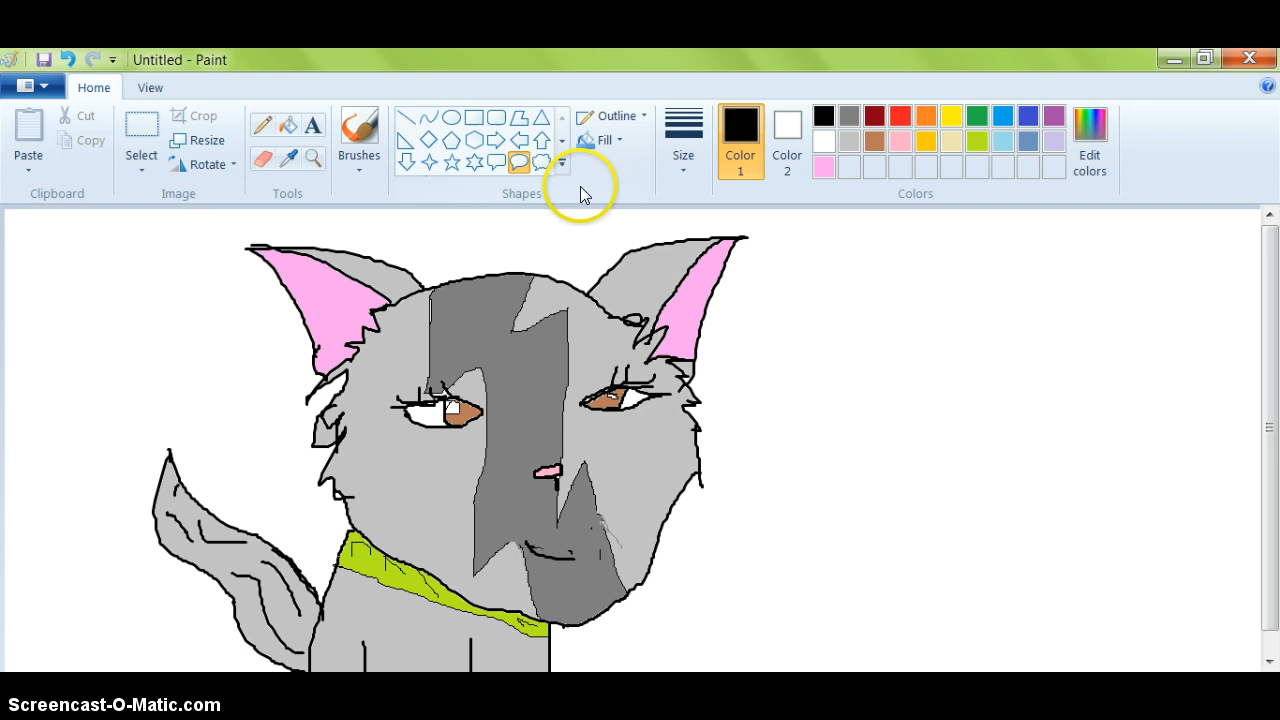 Untitled - Paint
Home View
Paste
Cut
Copy
Clipboard
Select
Crop
Resize
Rotate
Image
A
Tools
Brushes
Outline
Fill
Shapes
Size
Color 1
Color 2
Edit colors
Colors
Screencast-O-Matic.com